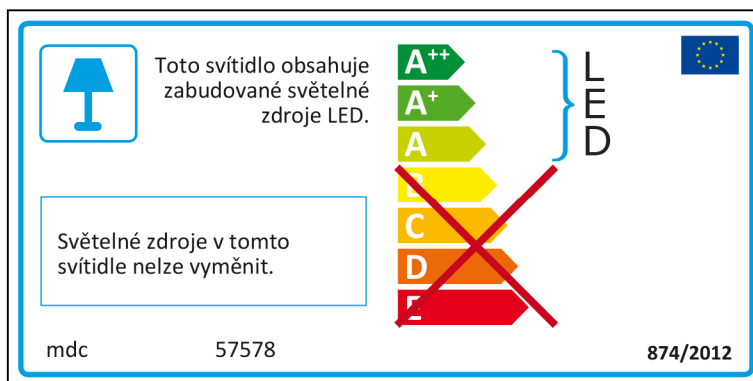 Toto svítidlo obsahuje
zabudované světelné
zdroje LED.
A++
A+
A
B
C
D
E
L
E
D
Světelné zdroje v tomto
svítidle nelze vyměnit.
mdc 57578
874/2012